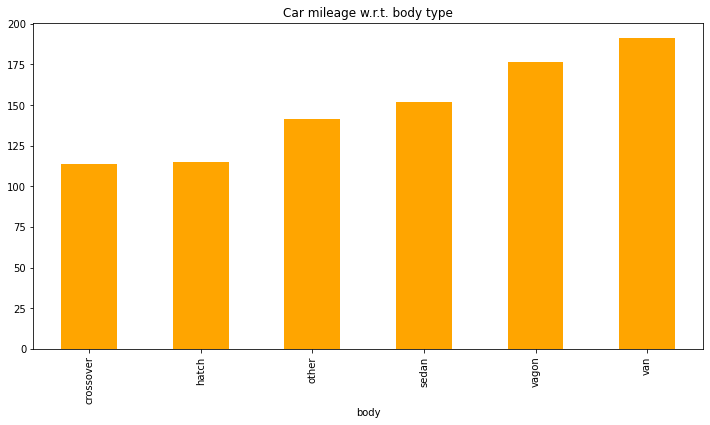 Car mileage w.r.t. body type
200
175
150
125
100
75
50
25
0
crossover
hatch
other
sedan
vagon
van
body